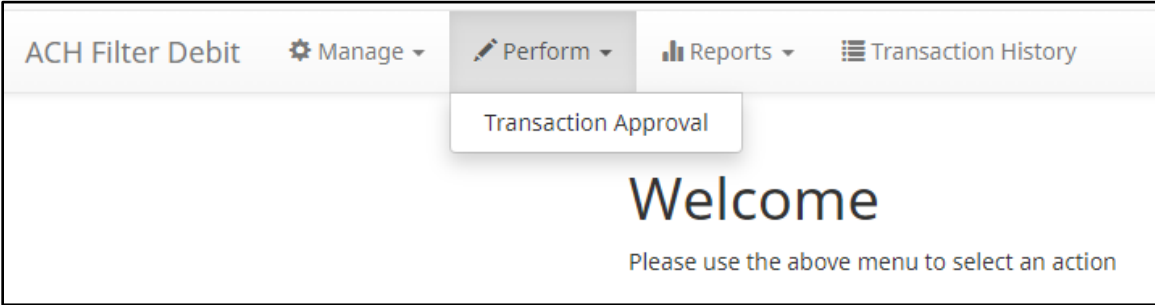 ACH Filter Debit Manage Perform Reports Transaction History
Transaction Approval
Welcome
Please use the above menu to select an action